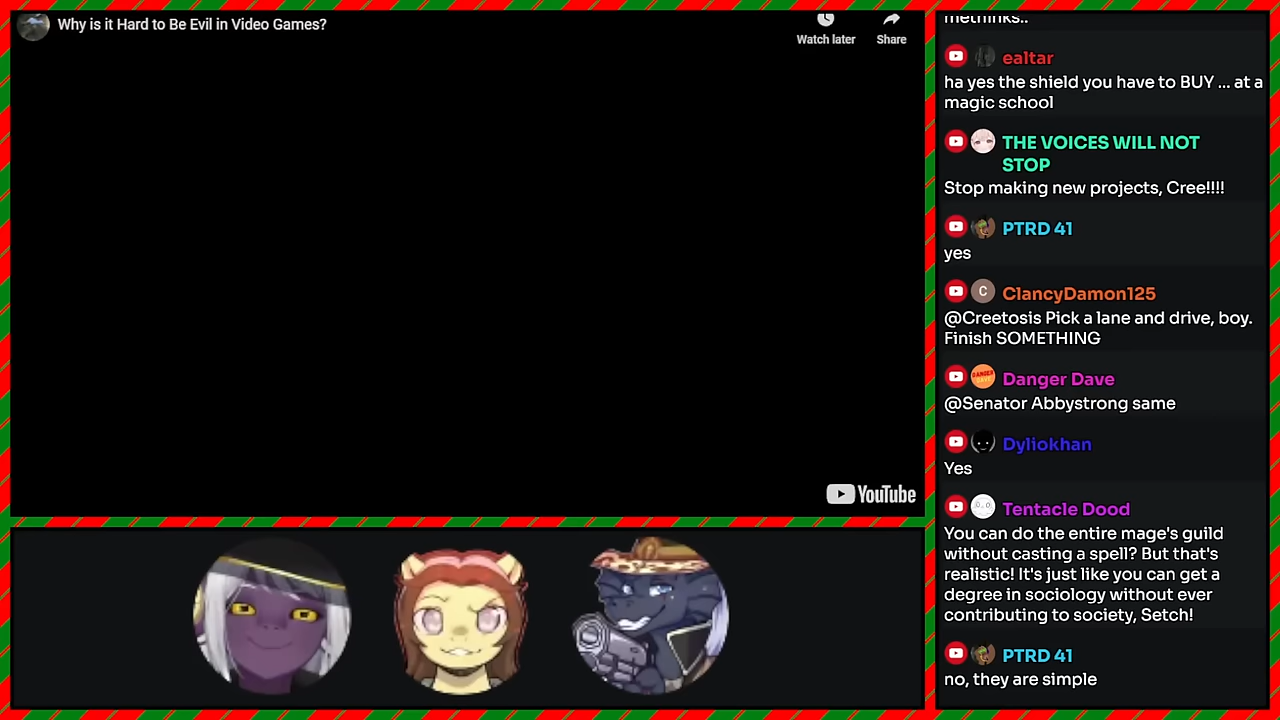 Why is it Hard to Be Evil in Video Games?
Watch later
Share
YouTube
methinks..
ealtar
ha yes the shield you have to BUY ... at a
magic school
THE VOICES WILL NOT
STOP
Stop making new projects, Cree!!!!
PTRD 41
yes
C
ClancyDamon125
@Creetosis Pick a lane and drive, boy.
Finish SOMETHING
DANGER
DAVE
Danger Dave
@Senator Abbystrong same
Dyliokhan
Yes
Tentacle Dood
You can do the entire mage's guild
without casting a spell? But that's
realistic! It's just like you can get a
degree in sociology without ever
contributing to society, Setch!
PTRD 41
no, they are simple